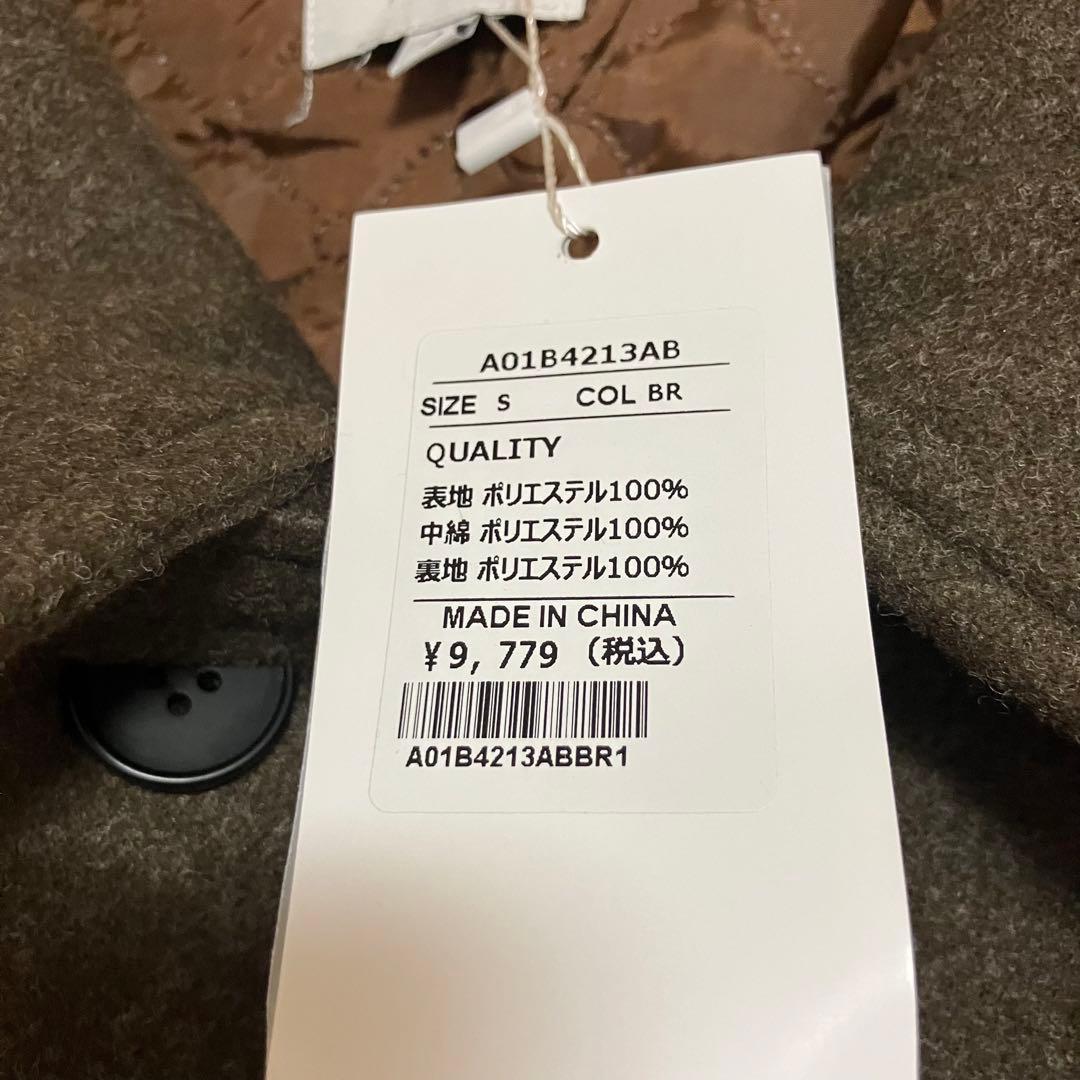 A01B4213AB
SIZE S COL BR
QUALITY
表地 ポリエステル100%
中綿 ポリエステル100%
裏地 ポリエステル100%
MADE IN CHINA
¥9, 779 (税込)
A01B4213ABBR1